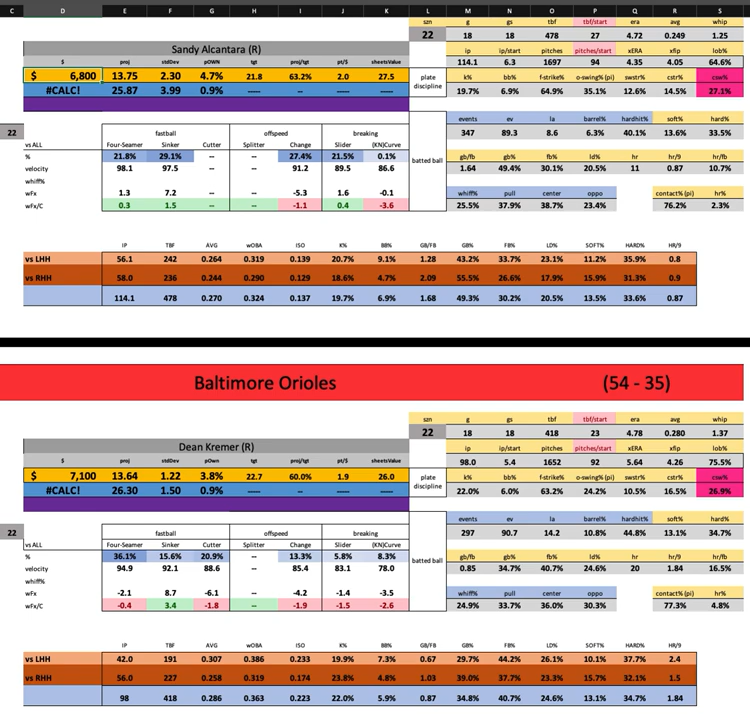 C D E F G H I J K L M N O P Q R S
szn g gs tbf tbf/start era avg whip
22 18 18 478 27 4.72 0.249 1.25
Sandy Alcantara (R) ip ip/start pitches pitches/start xERA xfip lob%
$ proj stdDev pOWN tgt proj/tgt pt/$ sheetsValue 114.1 6.3 1697 94 4.35 4.05 64.6%
$ 6,800 13.75 2.30 4.7% 21.8 63.2% 2.0 27.5 plate discipline k% bb% f-strike% o-swing% (pi) swstr% cstr% csw%
#CALC! 25.87 3.99 0.9% ---- -- ---- ---- 19.7% 6.9% 64.9% 35.1% 12.6% 14.5% 27.1%
events ev la barrel% hardhit% soft% hard%
22 fastball offspeed breaking 347 89.3 8.6 6.3% 40.1% 13.6% 33.5%
vs ALL Four-Seamer Sinker Cutter Splitter Change Slider (KN)Curve
% 21.8% 29.1% -- -- 27.4% 21.5% 0.1% batted ball gb/fb gb% fb% ld% hr hr/9 hr/fb
velocity 98.1 97.5 -- -- 91.2 89.5 86.6 1.64 49.4% 30.1% 20.5% 11 0.87 10.7%
whiff%
wFx 1.3 7.2 -- -- -5.3 1.6 -0.1 whiff% pull center oppo contact% (pi) hr%
wFx/C 0.3 1.5 -- -- -1.1 0.4 -3.6 25.5% 37.9% 38.7% 23.4% 76.2% 2.3%
IP TBF AVG wOBA ISO K% BB% GB/FB GB% FB% LD% SOFT% HARD% HR/9
vs LHH 56.1 242 0.264 0.319 0.139 20.7% 9.1% 1.28 43.2% 33.7% 23.1% 11.2% 35.9% 0.8
vs RHH 58.0 236 0.244 0.290 0.129 18.6% 4.7% 2.09 55.5% 26.6% 17.9% 15.9% 31.3% 0.9
114.1 478 0.270 0.324 0.137 19.7% 6.9% 1.68 49.3% 30.2% 20.5% 13.5% 33.6% 0.87
Baltimore Orioles (54 - 35)
szn g gs tbf tbf/start era avg whip
22 18 18 418 23 4.78 0.280 1.37
Dean Kremer (R) ip ip/start pitches pitches/start xERA xfip lob%
$ proj stdDev pOwn tgt proj/tgt pt/$ sheetsValue 98.0 5.4 1652 92 5.64 4.26 75.5%
$ 7,100 13.64 1.22 3.8% 22.7 60.0% 1.9 26.0 plate discipline k% bb% f-strike% o-swing% (pi) swstr% cstr% csw%
#CALC! 26.30 1.50 0.9% ---- -- ---- ---- 22.0% 6.0% 63.2% 24.2% 10.5% 16.5% 26.9%
events ev la barrel% hardhit% soft% hard%
22 fastball offspeed breaking 297 90.7 14.2 10.8% 44.8% 13.1% 34.7%
vs ALL Four-Seamer Sinker Cutter Splitter Change Slider (KN)Curve
% 36.1% 15.6% 20.9% -- 13.3% 5.8% 8.3% batted ball gb/fb gb% fb% ld% hr hr/9 hr/fb
velocity 94.9 92.1 88.6 -- 85.4 83.1 78.0 0.85 34.7% 40.7% 24.6% 20 1.84 16.5%
whiff%
wFx -2.1 8.7 -6.1 -- -4.2 -1.4 -3.5 whiff% pull center oppo contact% (pi) hr%
wFx/C -0.4 3.4 -1.8 -- -1.9 -1.5 -2.6 24.9% 33.7% 36.0% 30.3% 77.3% 4.8%
IP TBF AVG wOBA ISO K% BB% GB/FB GB% FB% LD% SOFT% HARD% HR/9
vs LHH 42.0 191 0.307 0.386 0.233 19.9% 7.3% 0.67 29.7% 44.2% 26.1% 10.1% 37.7% 2.4
vs RHH 56.0 227 0.258 0.319 0.174 23.8% 4.8% 1.03 39.0% 37.7% 23.3% 15.7% 32.1% 1.5
98 418 0.286 0.363 0.223 22.0% 5.9% 0.87 34.8% 40.7% 24.6% 13.1% 34.7% 1.84